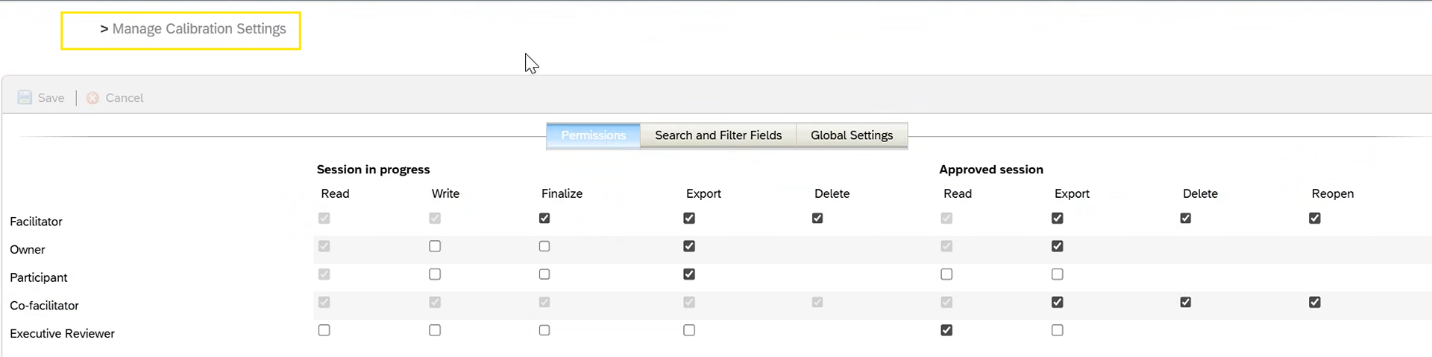 > Manage Calibration Settings
Save | Cancel
Permissions Search and Filter Fields Global Settings
Session in progress Approved session
Read Write Finalize Export Delete Read Export Delete Reopen
Facilitator
Owner
Participant
Co-facilitator
Executive Reviewer